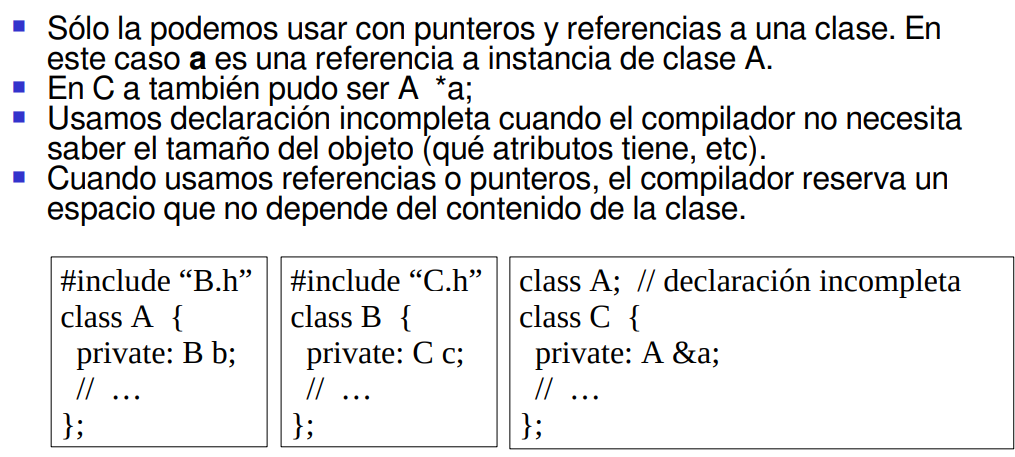 Sólo la podemos usar con punteros y referencias a una clase. En
este caso a es una referencia a instancia de clase A.
En C a también pudo ser A *a;
Usamos declaración incompleta cuando el compilador no necesita
saber el tamaño del objeto (qué atributos tiene, etc).
Cuando usamos referencias o punteros, el compilador reserva un
espacio que no depende del contenido de la clase.
#include “B.h”
class A {
private: B b;
// …
};
#include “C.h”
class B {
private: C c;
// …
};
class A; // declaración incompleta
class C {
private: A &a;
// …
};